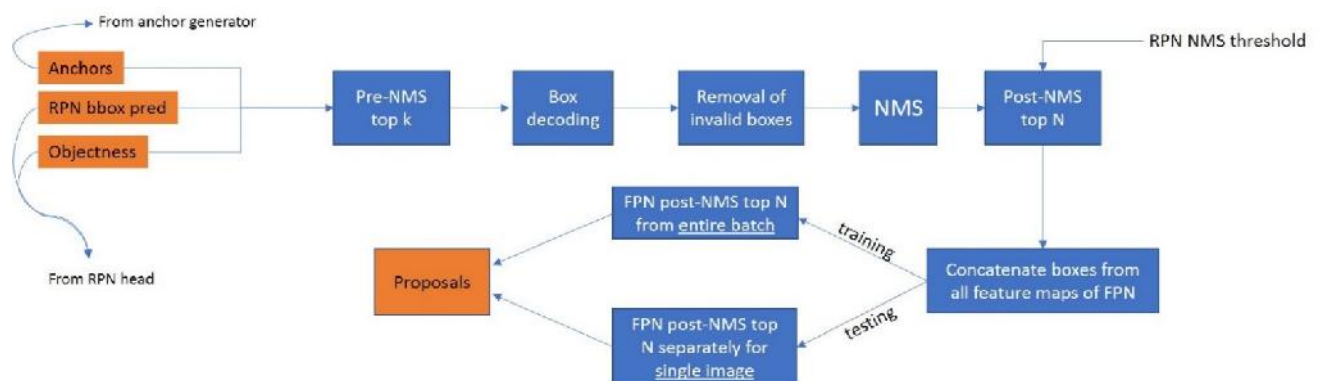 From anchor generator
Anchors
RPN bbox pred
Objectness
From RPN head
Pre-NMS
top k
Box
decoding
Removal of
invalid boxes
NMS
Post-NMS
top N
RPN NMS threshold
Concatenate boxes from
all feature maps of FPN
training
testing
FPN post-NMS top N
from entire batch
FPN post-NMS top
N separately for
single image
Proposals